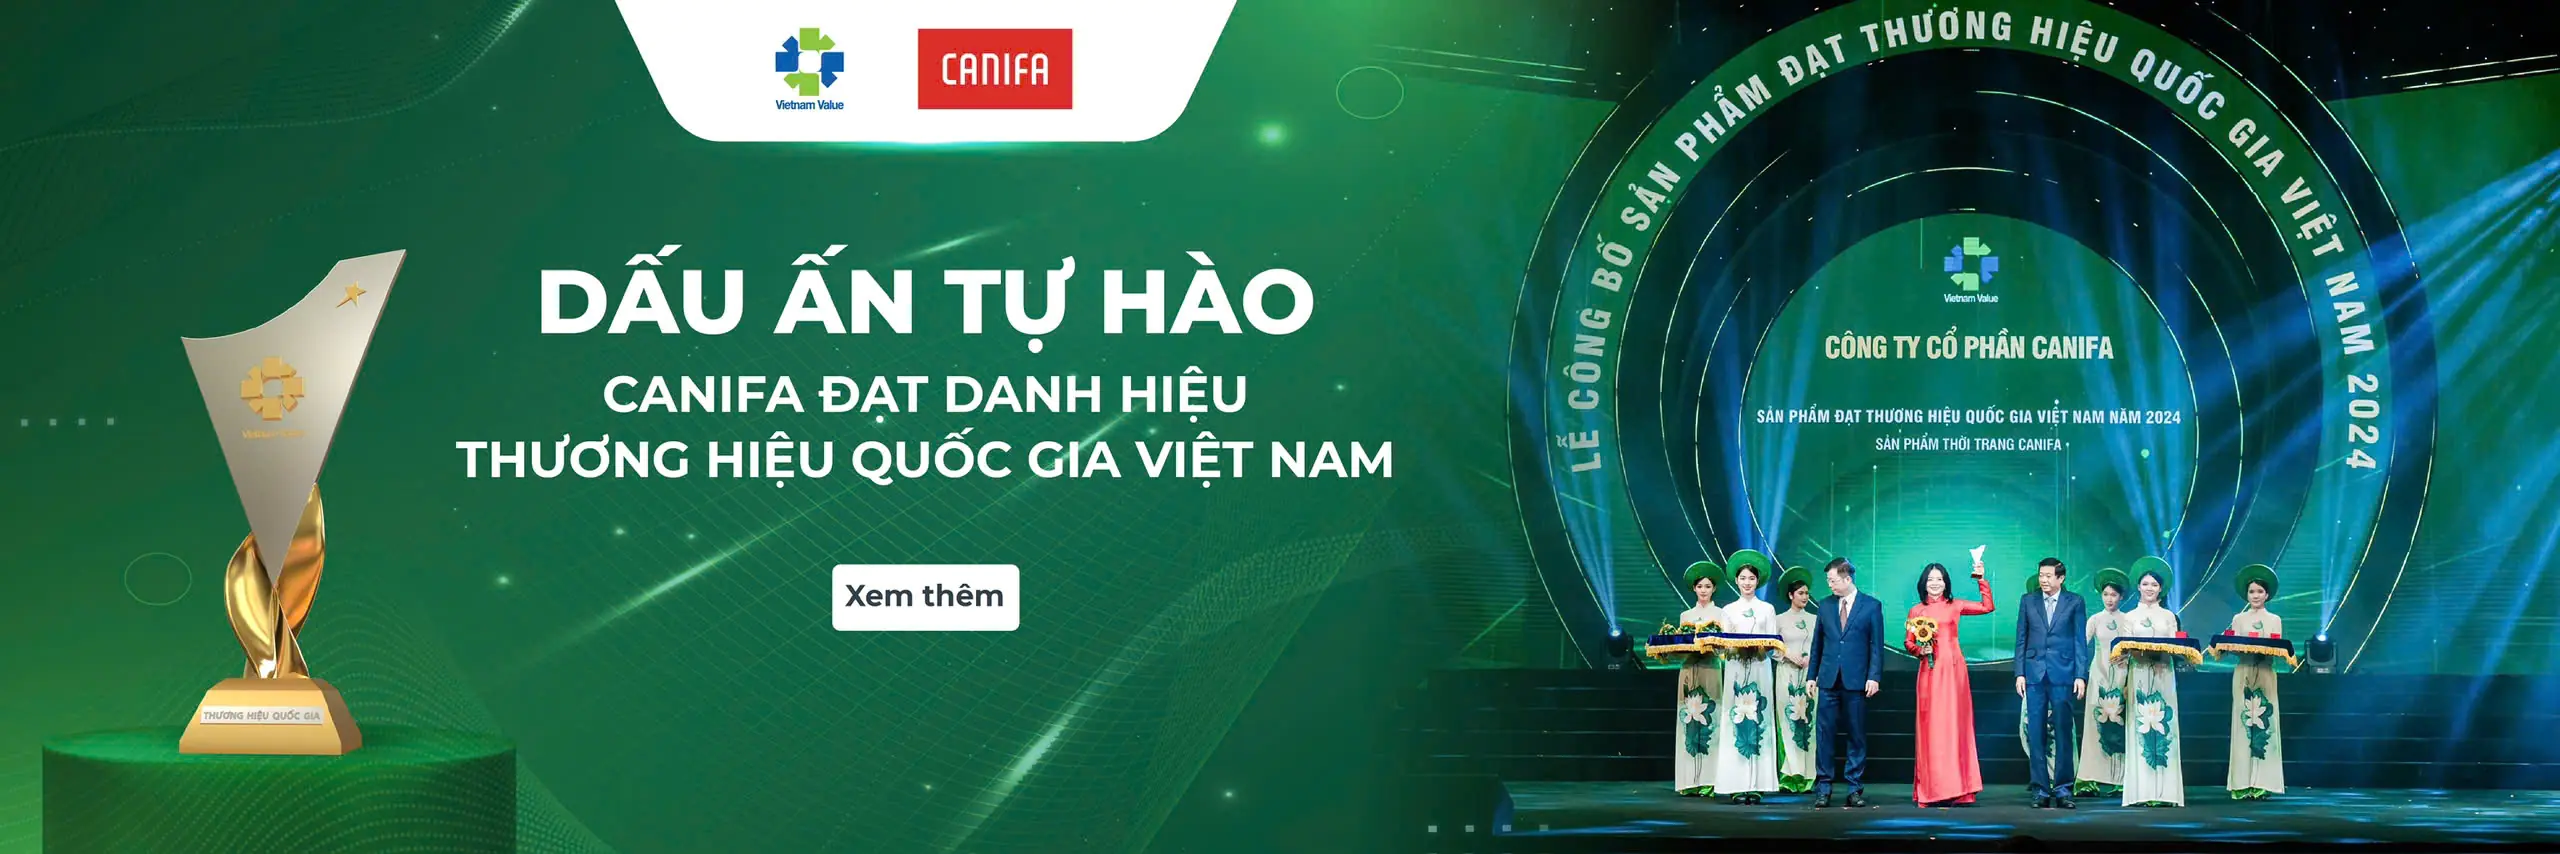 Vietnam Value
CANIFA
DẤU ẤN TỰ HÀO
CANIFA ĐẠT DANH HIỆU
THƯƠNG HIỆU QUỐC GIA VIỆT NAM
Xem thêm
Vietnam Value
THƯƠNG HIỆU QUỐC GIA
LỄ CÔNG BỐ SẢN PHẨM ĐẠT THƯƠNG HIỆU QUỐC GIA VIỆT NAM 2024
Vietnam Value
CÔNG TY CỔ PHẦN CANIFA
SẢN PHẨM ĐẠT THƯƠNG HIỆU QUỐC GIA VIỆT NAM NĂM 2024
SẢN PHẨM THỜI TRANG CANIFA